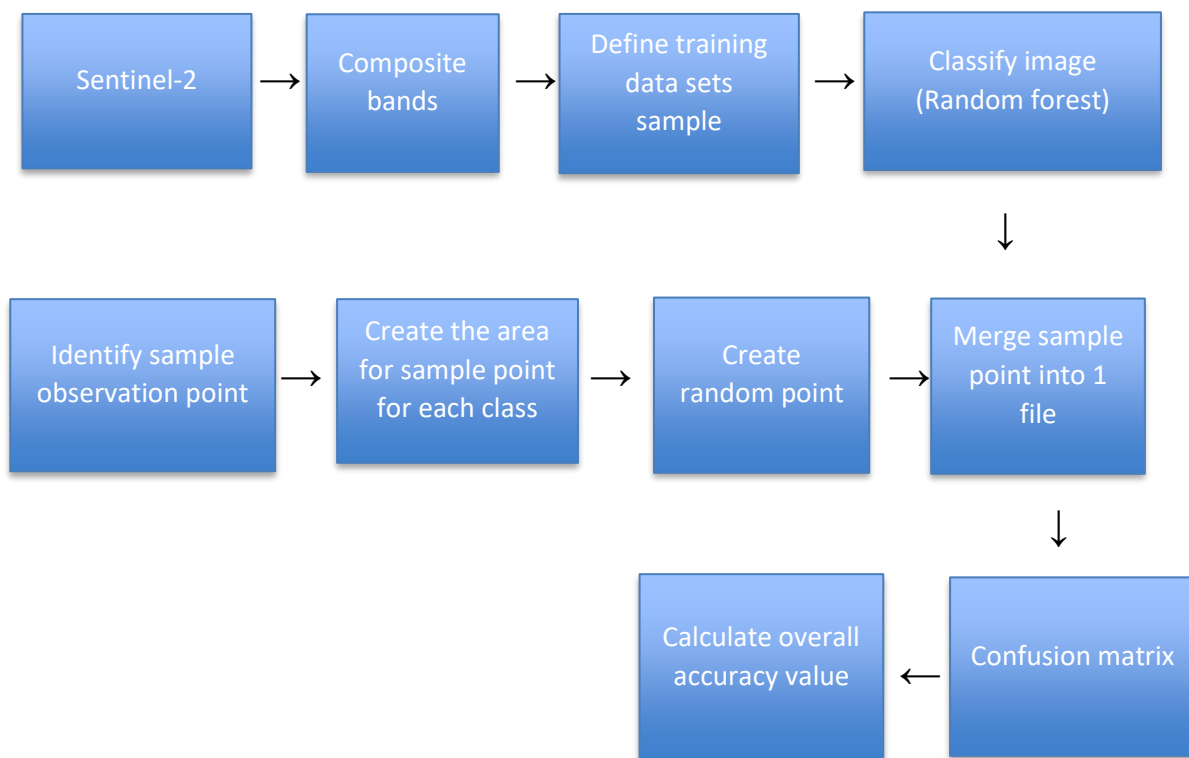 Sentinel-2
Composite
bands
Define training
data sets
sample
Classify image
(Random forest)
Identify sample
observation point
Create the area
for sample point
for each class
Create
random point
Merge sample
point into 1
file
Calculate overall
accuracy value
Confusion matrix